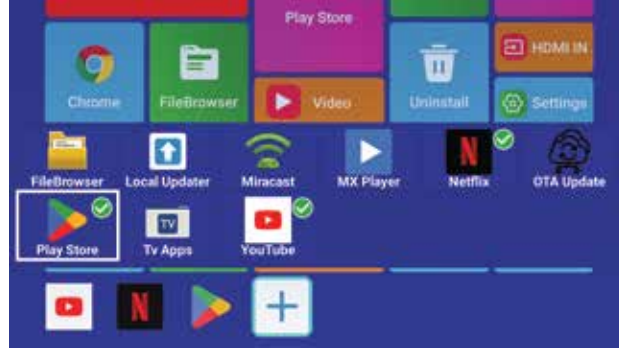 Play Store
HDMI IN
Chrome
FileBrowser
Video
Uninstall
Settings
FileBrowser
Local Updater
Miracast
MX Player
Netflix
OTA Update
Play Store
TV
Tv Apps
YouTube